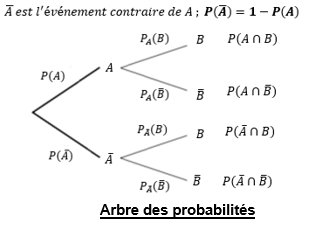 Ā est l'événement contraire de A ; P(Ā) = 1 − P(A)
P_A(B) B P(A ∩ B)
P(A) A
P_A(B̄) B̄ P(A ∩ B̄)
P_Ā(B) B P(Ā ∩ B)
P(Ā) Ā
P_Ā(B̄) B̄ P(Ā ∩ B̄)
Arbre des probabilités